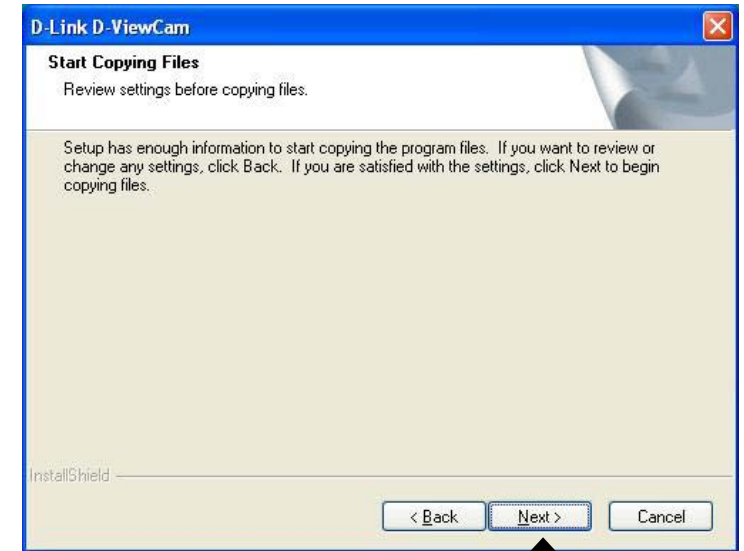 D-Link D-ViewCam
Start Copying Files
Review settings before copying files.
Setup has enough information to start copying the program files. If you want to review or
change any settings, click Back. If you are satisfied with the settings, click Next to begin
copying files.
InstallShield
< Back Next > Cancel